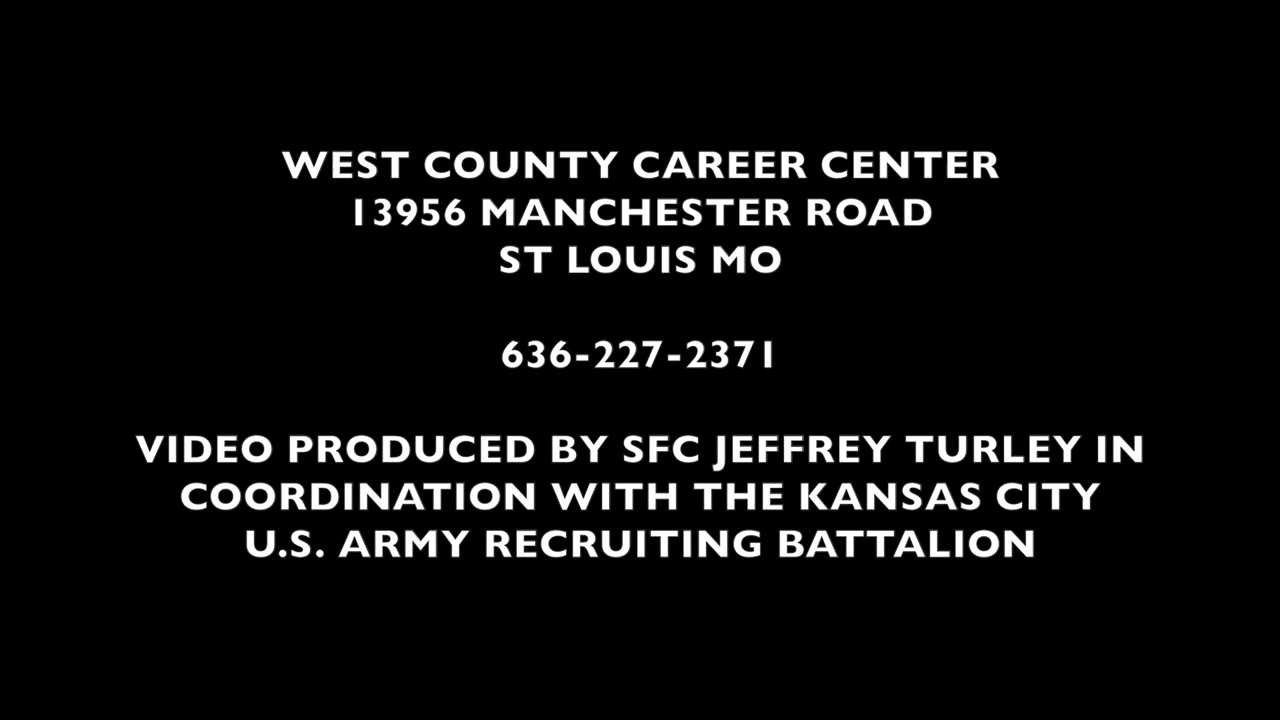 WEST COUNTY CAREER CENTER
13956 MANCHESTER ROAD
ST LOUIS MO
636-227-2371
VIDEO PRODUCED BY SFC JEFFREY TURLEY IN
COORDINATION WITH THE KANSAS CITY
U.S. ARMY RECRUITING BATTALION